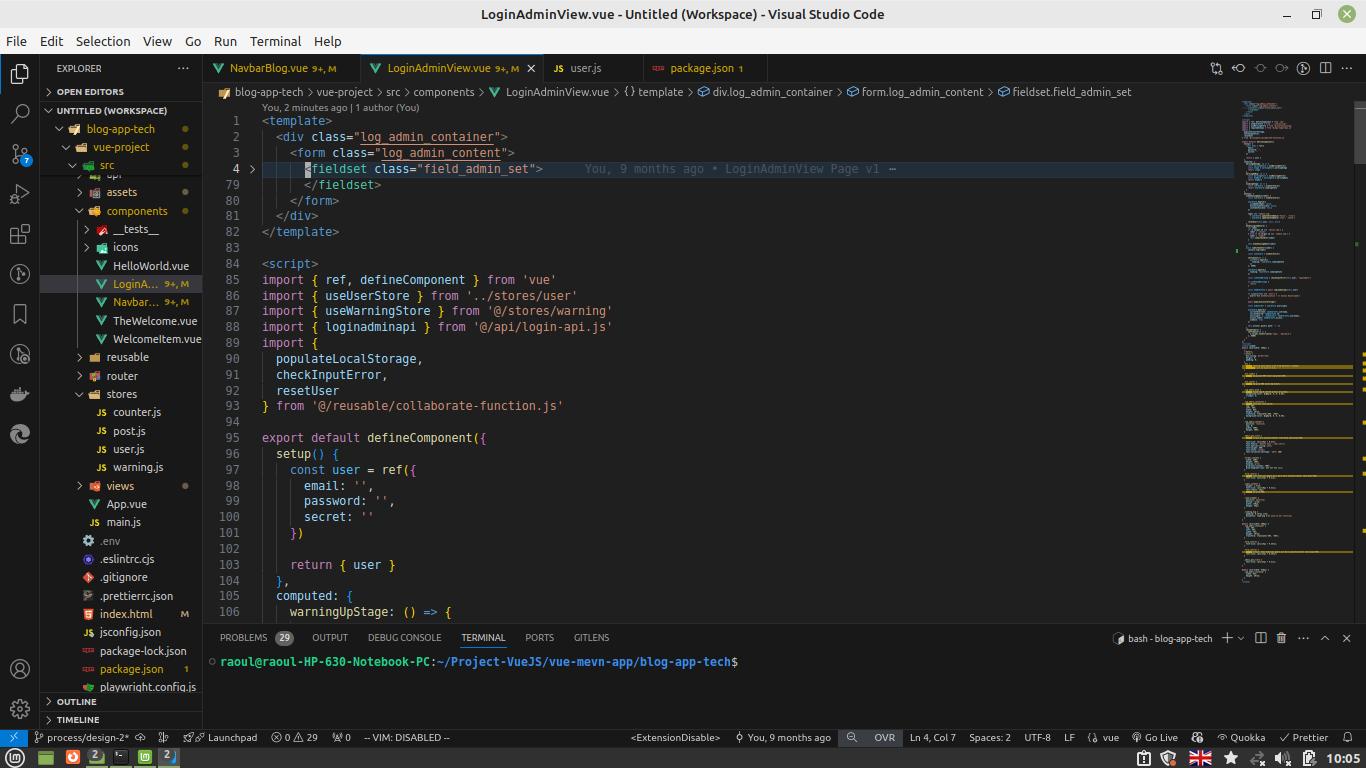 LoginAdminView.vue - Untitled (Workspace) - Visual Studio Code
File Edit Selection View Go Run Terminal Help
EXPLORER
OPEN EDITORS
UNTITLED (WORKSPACE)
blog-app-tech
vue-project
src
assets
components
__tests__
icons
HelloWorld.vue
LoginA... 9+, M
Navbar... 9+, M
TheWelcome.vue
WelcomeItem.vue
reusable
router
stores
JS counter.js
JS post.js
JS user.js
JS warning.js
views
App.vue
JS main.js
.env
.eslintrc.cjs
.gitignore
.prettierrc.json
index.html M
jsconfig.json
package-lock.json
package.json 1
playwright.config.js
OUTLINE
TIMELINE
7
NavbarBlog.vue 9+, M LoginAdminView.vue 9+, M JS user.js package.json 1
blog-app-tech > vue-project > src > components > LoginAdminView.vue > {} template > div.log_admin_container > form.log_admin_content > fieldset.field_admin_set
You, 2 minutes ago | 1 author (You)
1 <template>
2 <div class="log_admin_container">
3 <form class="log_admin_content">
4 <fieldset class="field_admin_set"> You, 9 months ago • LoginAdminView Page v1 ⋯
79 </fieldset>
80 </form>
81 </div>
82 </template>
83
84 <script>
85 import { ref, defineComponent } from 'vue'
86 import { useUserStore } from '../stores/user'
87 import { useWarningStore } from '@/stores/warning'
88 import { loginadminapi } from '@/api/login-api.js'
89 import {
90 populateLocalStorage,
91 checkInputError,
92 resetUser
93 } from '@/reusable/collaborate-function.js'
94
95 export default defineComponent({
96 setup() {
97 const user = ref({
98 email: '',
99 password: '',
100 secret: ''
101 })
102
103 return { user }
104 },
105 computed: {
106 warningUpStage: () => {
PROBLEMS 29 OUTPUT DEBUG CONSOLE TERMINAL PORTS GITLENS
bash - blog-app-tech
raoul@raoul-HP-630-Notebook-PC:~/Project-VueJS/vue-mevn-app/blog-app-tech$
process/design-2* Launchpad 0 29 0 -- VIM: DISABLED -- <ExtensionDisable> You, 9 months ago OVR Ln 4, Col 7 Spaces: 2 UTF-8 LF {} vue Go Live Quokka Prettier
2 2 10:05